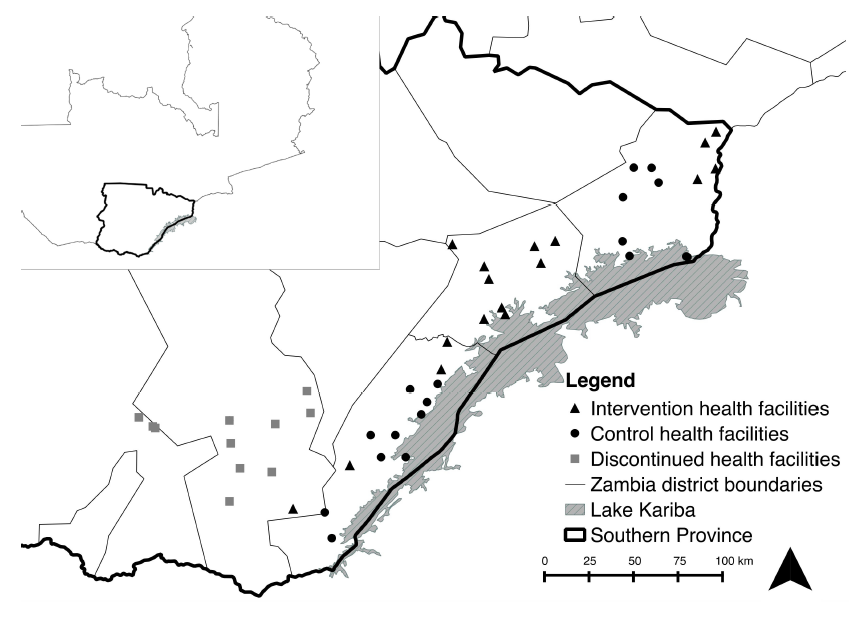 Legend
Intervention health facilities
Control health facilities
Discontinued health facilities
Zambia district boundaries
Lake Kariba
Southern Province
0 25 50 75 100 km